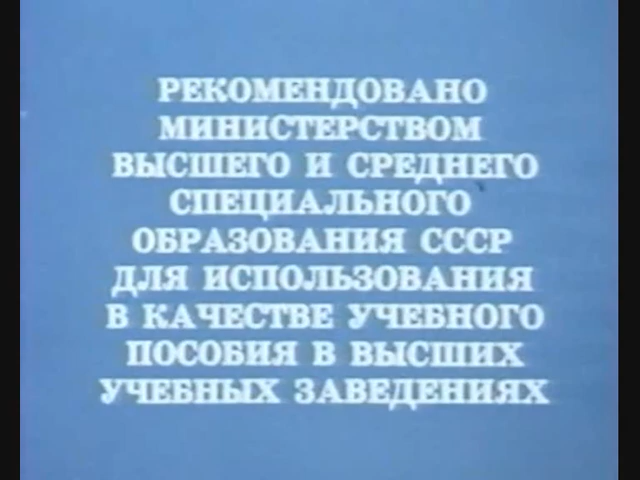 РЕКОМЕНДОВАНО
МИНИСТЕРСТВОМ
ВЫСШЕГО И СРЕДНЕГО
СПЕЦИАЛЬНОГО
ОБРАЗОВАНИЯ СССР
ДЛЯ ИСПОЛЬЗОВАНИЯ
В КАЧЕСТВЕ УЧЕБНОГО
ПОСОБИЯ В ВЫСШИХ
УЧЕБНЫХ ЗАВЕДЕНИЯХ